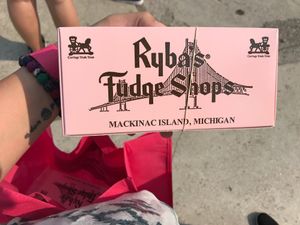 Ryba's
Fudge Shops
MACKINAC ISLAND, MICHIGAN